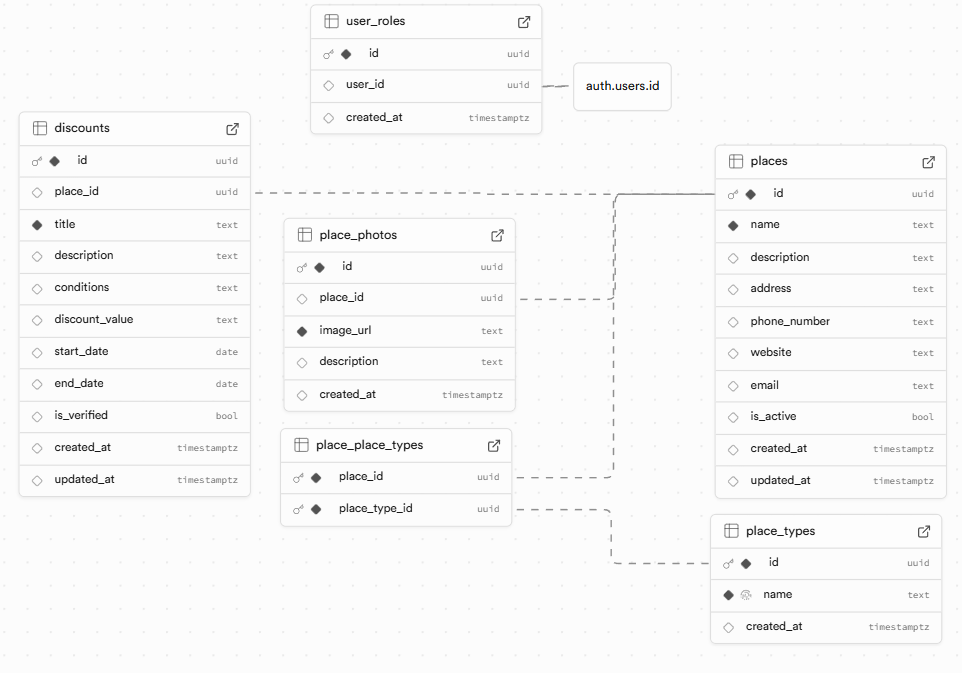 user_roles
id uuid
user_id uuid
created_at timestamptz
auth.users.id
discounts
id uuid
place_id uuid
title text
description text
conditions text
discount_value text
start_date date
end_date date
is_verified bool
created_at timestamptz
updated_at timestamptz
place_photos
id uuid
place_id uuid
image_url text
description text
created_at timestamptz
place_place_types
place_id uuid
place_type_id uuid
places
id uuid
name text
description text
address text
phone_number text
website text
email text
is_active bool
created_at timestamptz
updated_at timestamptz
place_types
id uuid
name text
created_at timestamptz